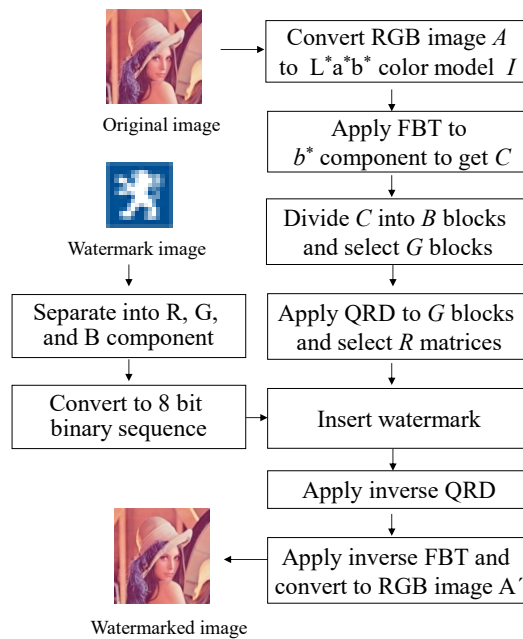 Convert RGB image A
to L*a*b* color model I
Original image
Apply FBT to
b* component to get C
Watermark image
Divide C into B blocks
and select G blocks
Separate into R, G,
and B component
Apply QRD to G blocks
and select R matrices
Convert to 8 bit
binary sequence
Insert watermark
Apply inverse QRD
Apply inverse FBT and
convert to RGB image A´
Watermarked image